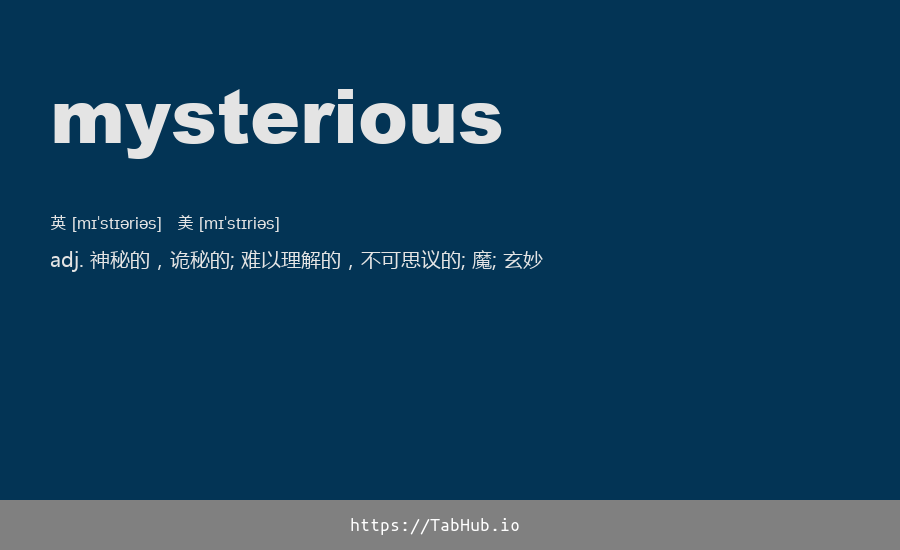 mysterious
英 [mɪˈstɪəriəs] 美 [mɪˈstɪriəs]
adj. 神秘的，诡秘的; 难以理解的，不可思议的; 魔; 玄妙
https://TabHub.io